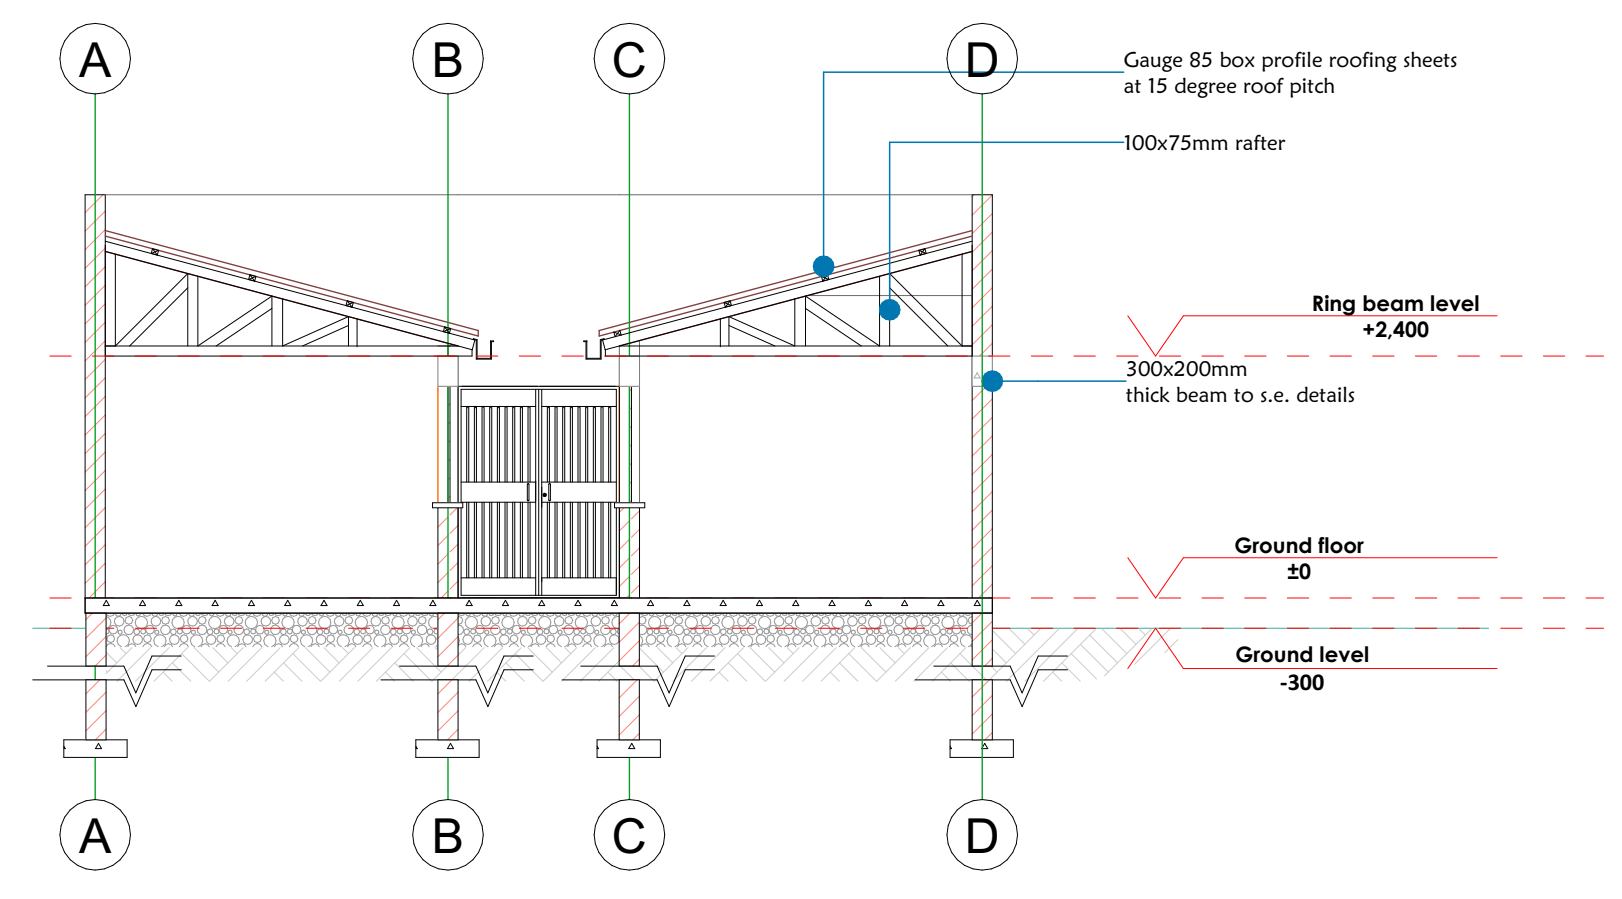 A B C D
Gauge 85 box profile roofing sheets
at 15 degree roof pitch
100x75mm rafter
Ring beam level
+2,400
300x200mm
thick beam to s.e. details
Ground floor
±0
Ground level
-300
A B C D